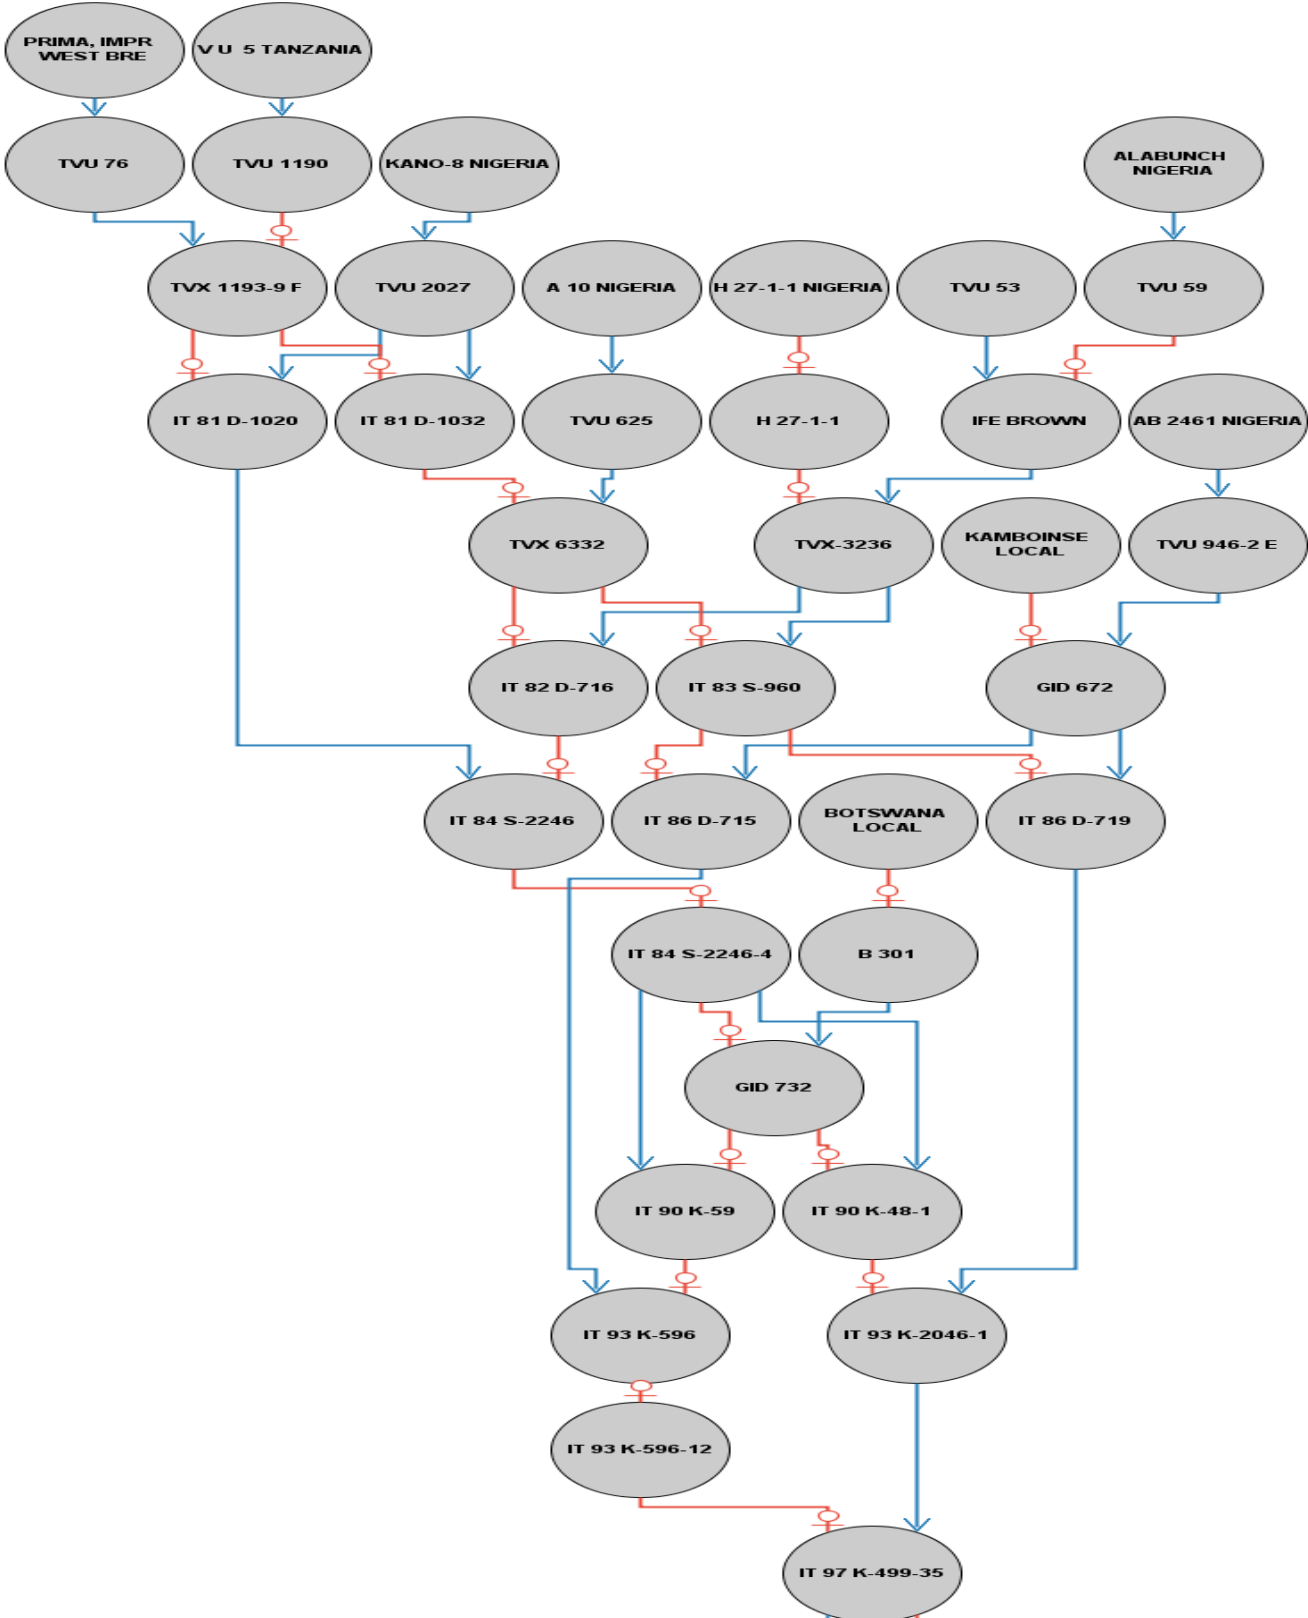 PRIMA, IMPR
WEST BRE
V U  5 TANZANIA
TVU 76
TVU 1190
KANO-8 NIGERIA
ALABUNCH
NIGERIA
TVX 1193-9 F
TVU 2027
A 10 NIGERIA
H 27-1-1 NIGERIA
TVU 53
TVU 59
IT 81 D-1020
IT 81 D-1032
TVU 625
H 27-1-1
IFE BROWN
AB 2461 NIGERIA
TVX 6332
TVX-3236
KAMBOINSE
LOCAL
TVU 946-2 E
IT 82 D-716
IT 83 S-960
GID 672
IT 84 S-2246
IT 86 D-715
BOTSWANA
LOCAL
IT 86 D-719
IT 84 S-2246-4
B 301
GID 732
IT 90 K-59
IT 90 K-48-1
IT 93 K-596
IT 93 K-2046-1
IT 93 K-596-12
IT 97 K-499-35